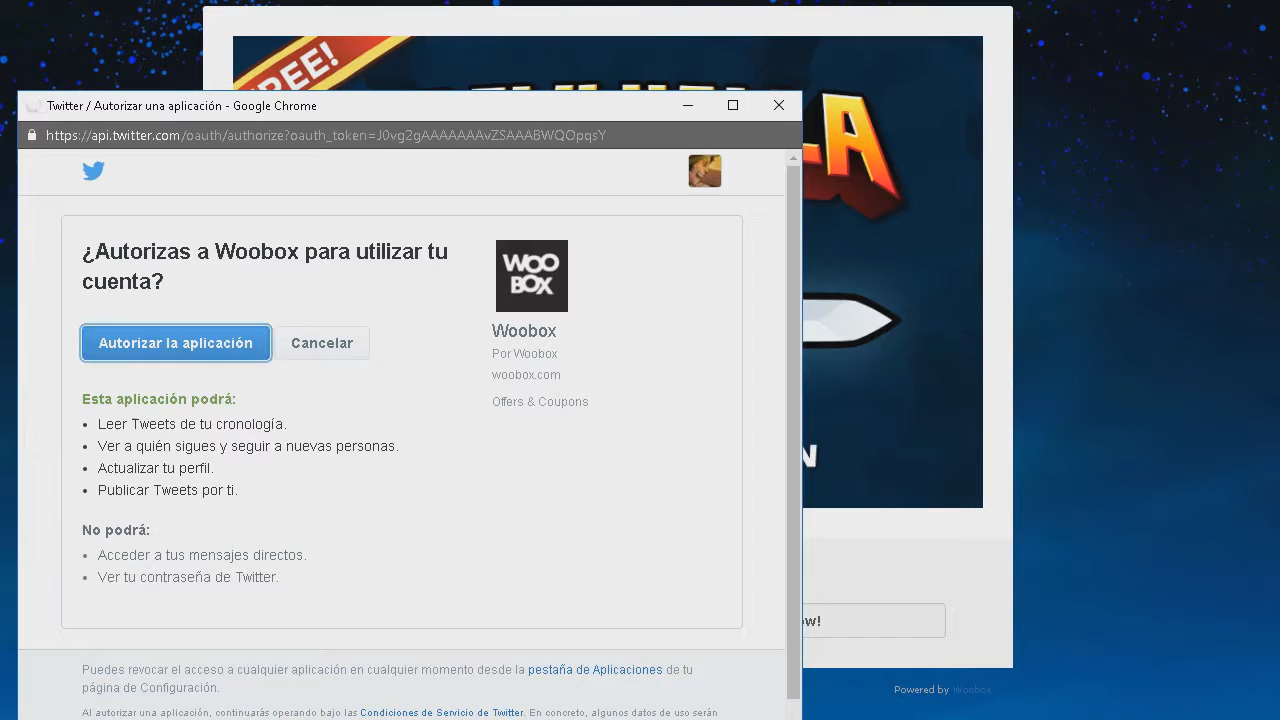 FREE!
LA
Twitter / Autorizar una aplicación - Google Chrome
https://api.twitter.com/oauth/authorize?oauth_token=J0vg2gAAAAAAAvZSAAABWQOpqsY
¿Autorizas a Woobox para utilizar tu
cuenta?
WOO
BOX
Autorizar la aplicación
Cancelar
Woobox
Por Woobox
woobox.com
Offers & Coupons
Esta aplicación podrá:
• Leer Tweets de tu cronología.
• Ver a quién sigues y seguir a nuevas personas.
• Actualizar tu perfil.
• Publicar Tweets por ti.
N
No podrá:
• Acceder a tus mensajes directos.
• Ver tu contraseña de Twitter.
ow!
Puedes revocar el acceso a cualquier aplicación en cualquier momento desde la pestaña de Aplicaciones de tu
página de Configuración.
Powered by Woobox
Al autorizar una aplicación, continuarás operando bajo las Condiciones de Servicio de Twitter. En concreto, algunos datos de uso serán